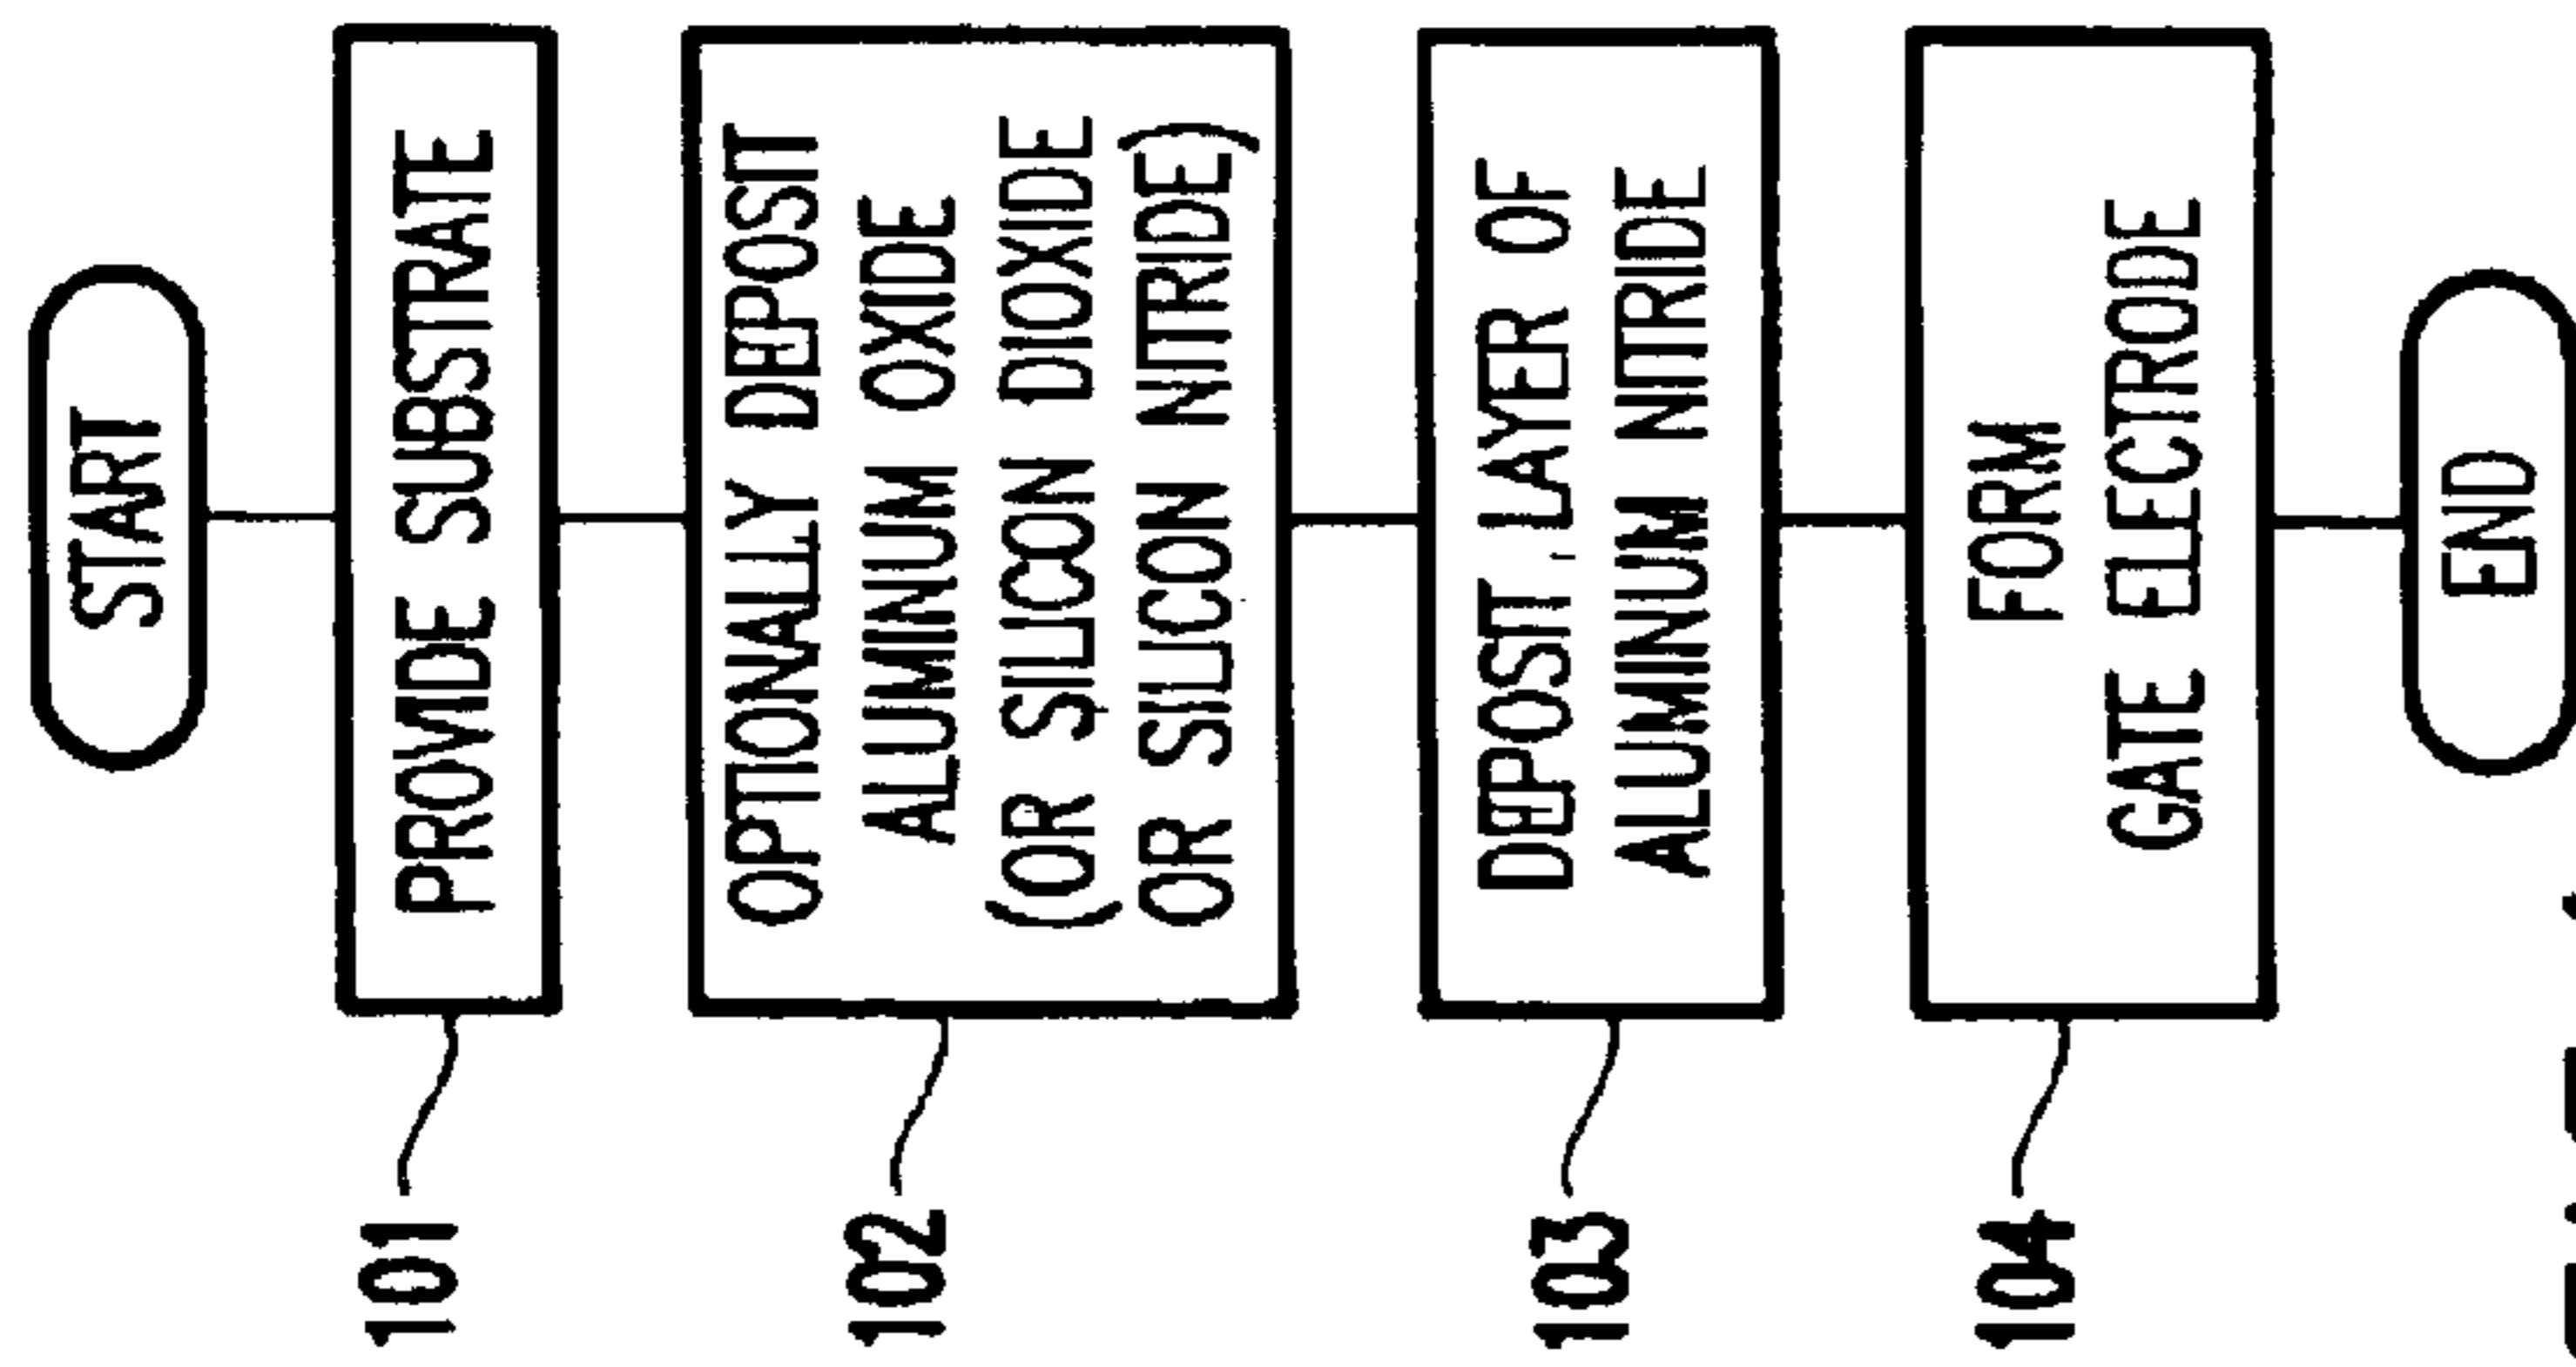 START
PROVIDE SUBSTRATE
101
OPTIONALLY DEPOSIT
ALUMINUM OXIDE
(OR SILICON DIOXIDE
OR SILICON NITRIDE)
102
DEPOSIT LAYER OF
ALUMINUM NITRIDE
103
FORM
GATE ELECTRODE
104
END